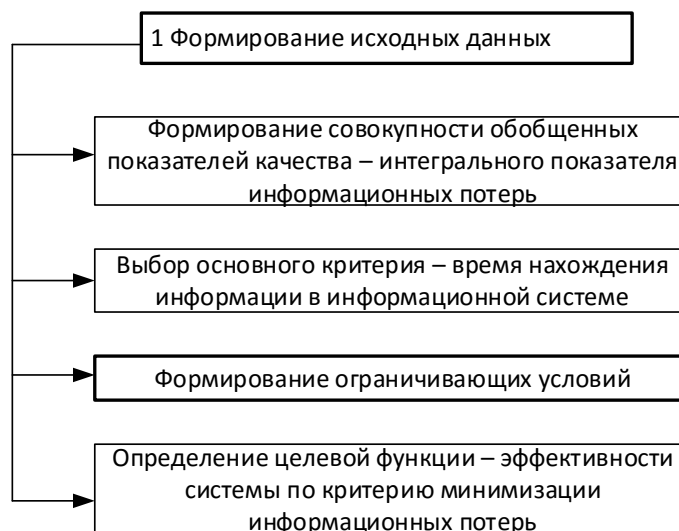 1 Формирование исходных данных
Формирование совокупности обобщенных
показателей качества – интегрального показателя
информационных потерь
Выбор основного критерия – время нахождения
информации в информационной системе
Формирование ограничивающих условий
Определение целевой функции – эффективности
системы по критерию минимизации
информационных потерь